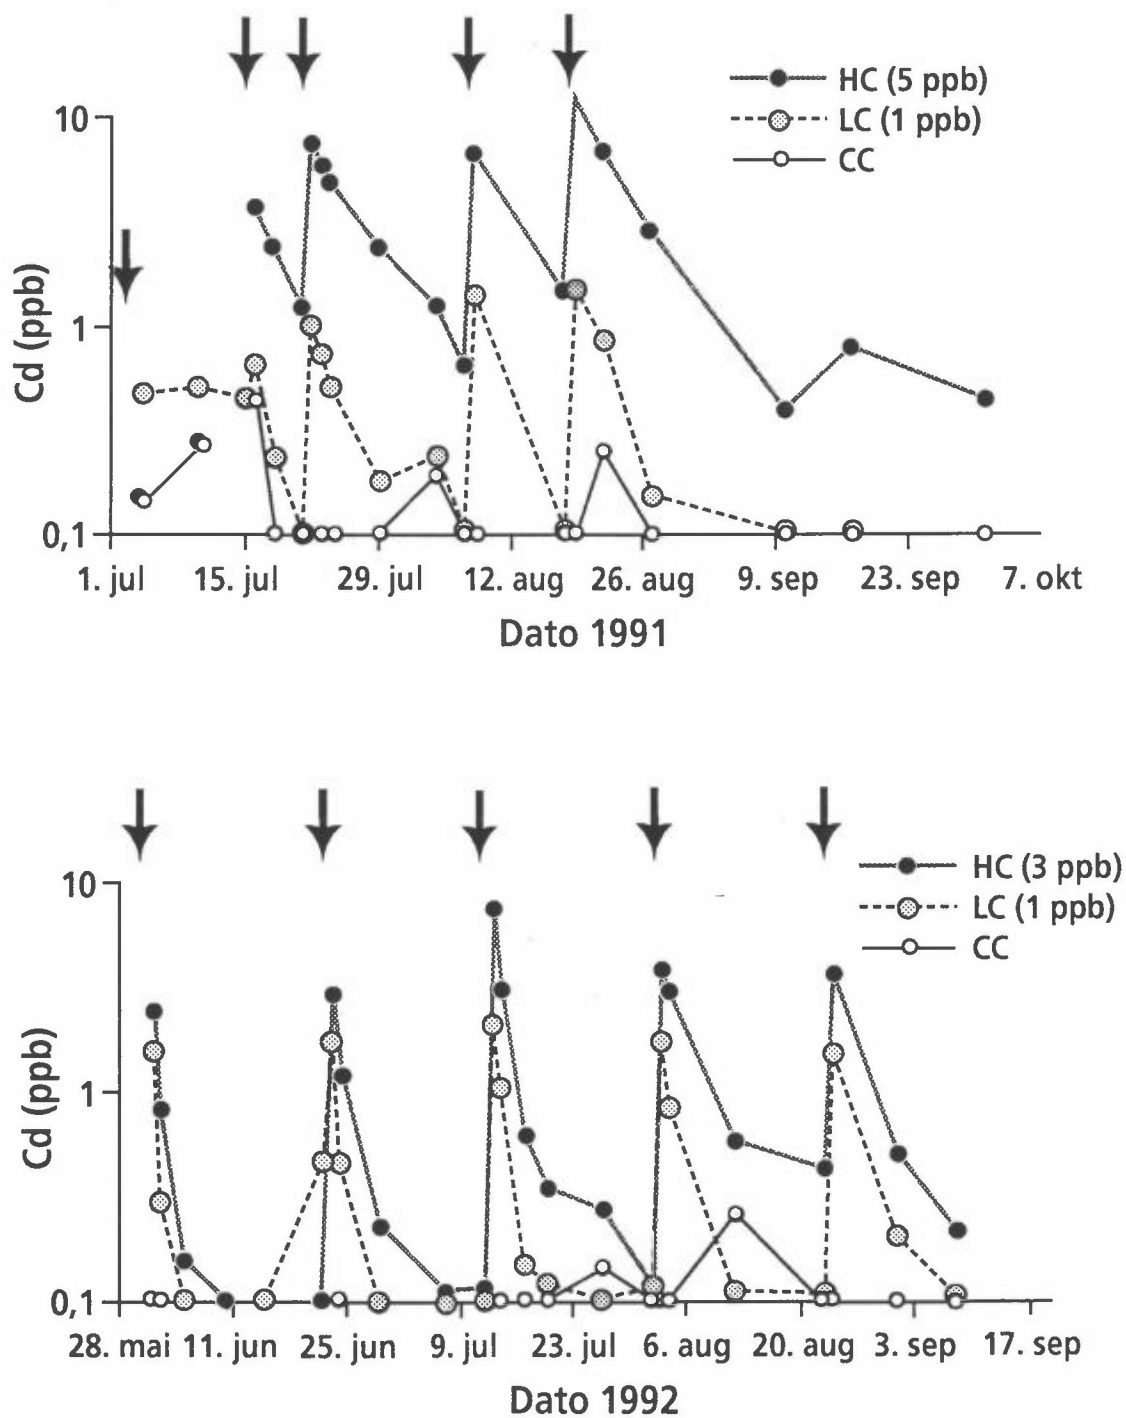 HC (5 ppb)
LC (1 ppb)
CC
10
1
0,1
Cd (ppb)
1. jul 15. jul 29. jul 12. aug 26. aug 9. sep 23. sep 7. okt
Dato 1991
HC (3 ppb)
LC (1 ppb)
CC
10
1
0,1
Cd (ppb)
28. mai 11. jun 25. jun 9. jul 23. jul 6. aug 20. aug 3. sep 17. sep
Dato 1992